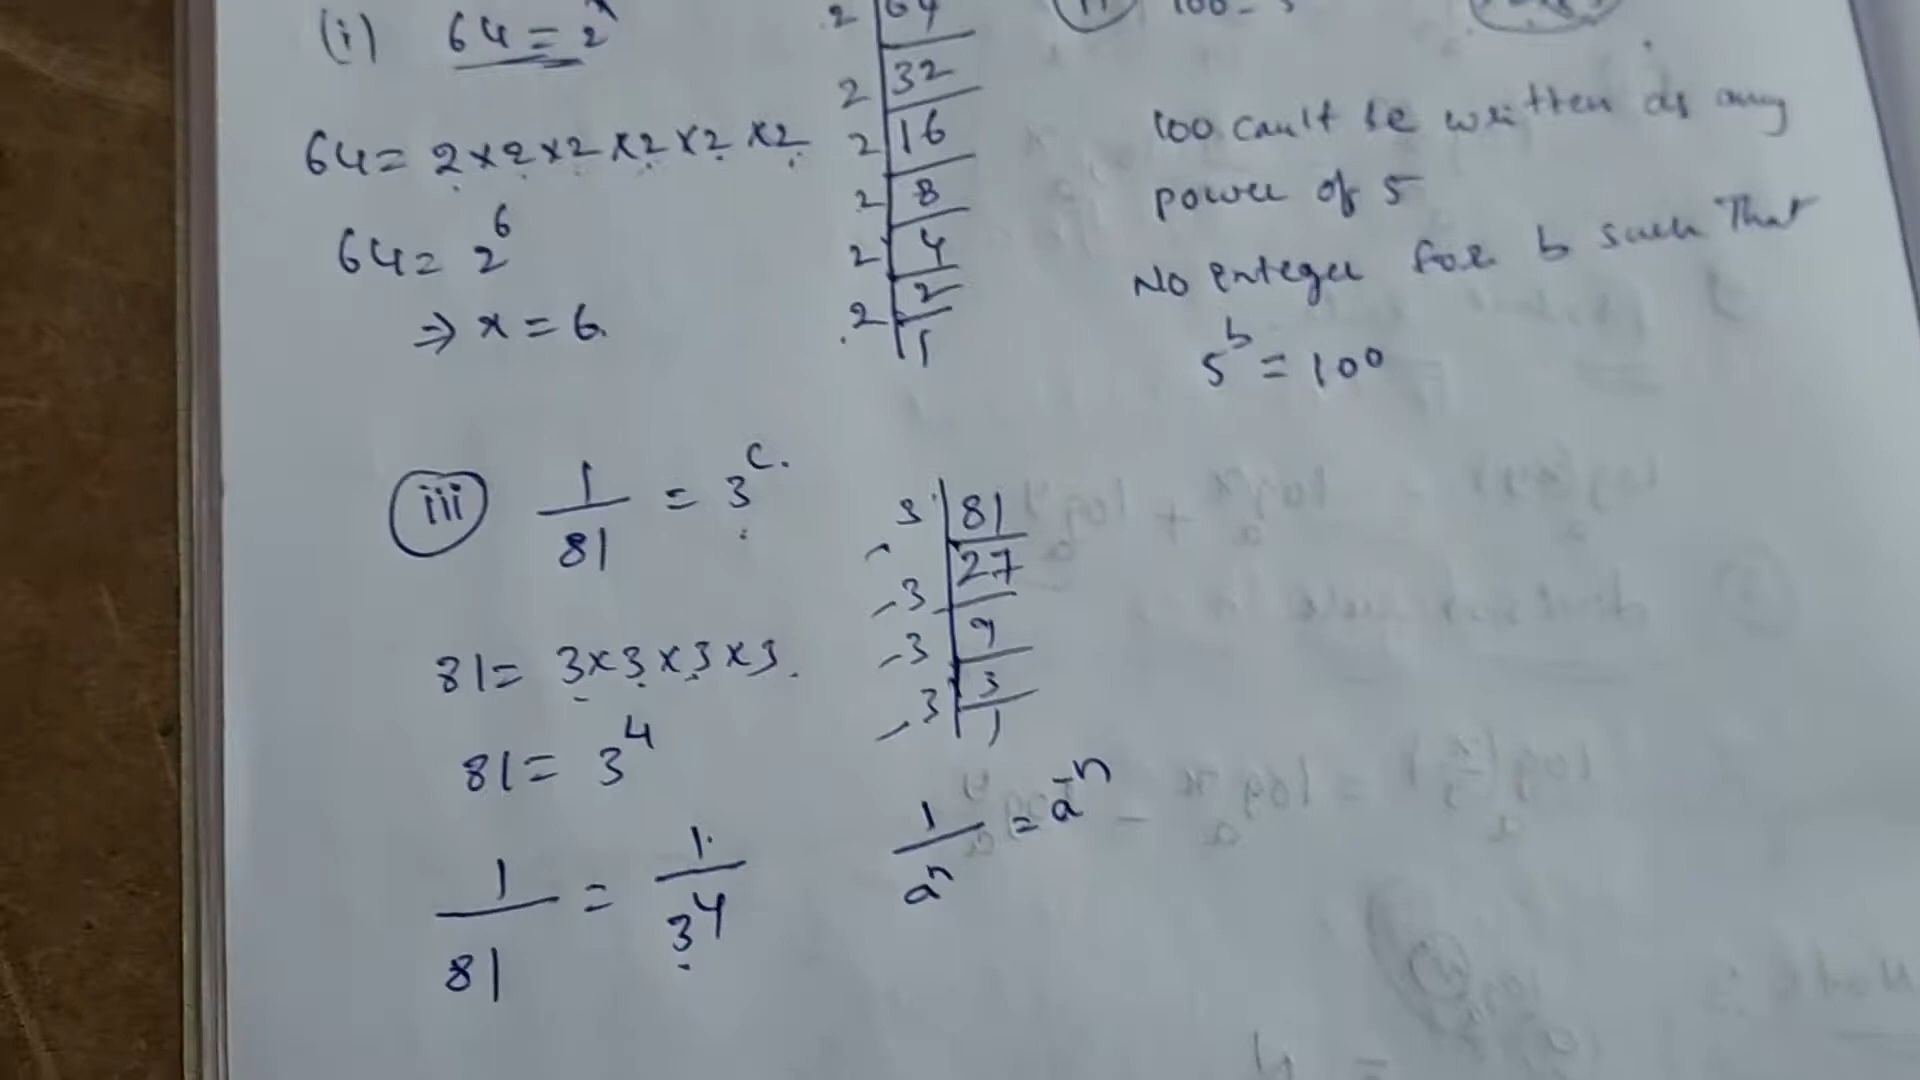 (i) 64 = 2^x
64 = 2 × 2 × 2 × 2 × 2 × 2
64 = 2^6
⇒ x = 6.
2 | 64
2 | 32
2 | 16
2 | 8
2 | 4
2 | 2
1
(ii) 100 =
100 can't be written as any
power of 5
No integer for b such That
5^b = 100
(iii) 1/81 = 3^c.
3 | 81
3 | 27
3 | 9
3 | 3
1
81 = 3×3×3×3.
81 = 3^4
1/81 = 1/3^4
1/a^n = a^-n